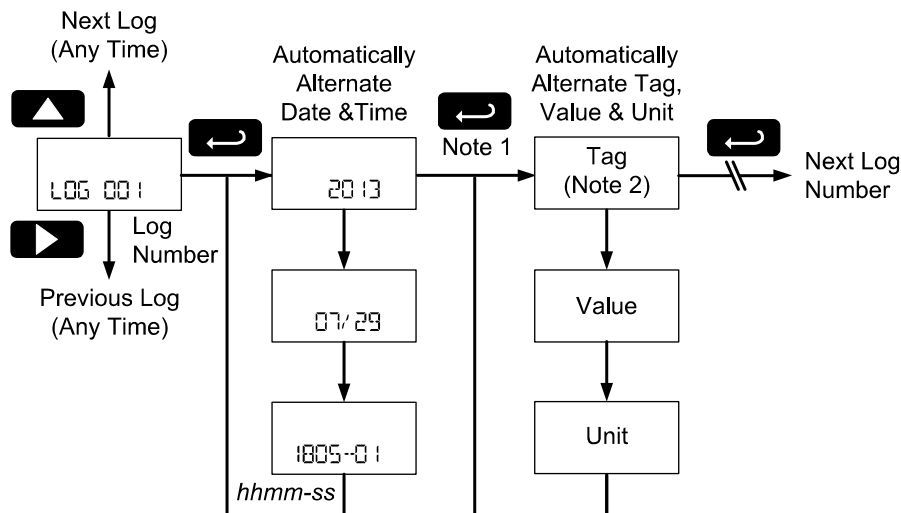 Next Log
(Any Time)
LOG 001
Log
Number
Previous Log
(Any Time)
Automatically
Alternate
Date &Time
2013
07/29
1805--01
hhmm-ss
Note 1
Automatically
Alternate Tag,
Value & Unit
Tag
(Note 2)
Value
Unit
Next Log
Number